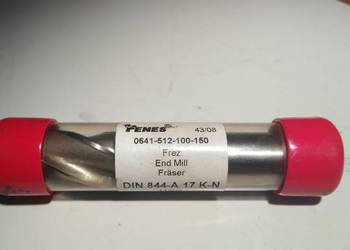 FENES 43/08
0641-512-100-150
Frez
End Mill
Fräser
DIN 844-A 17 K-N